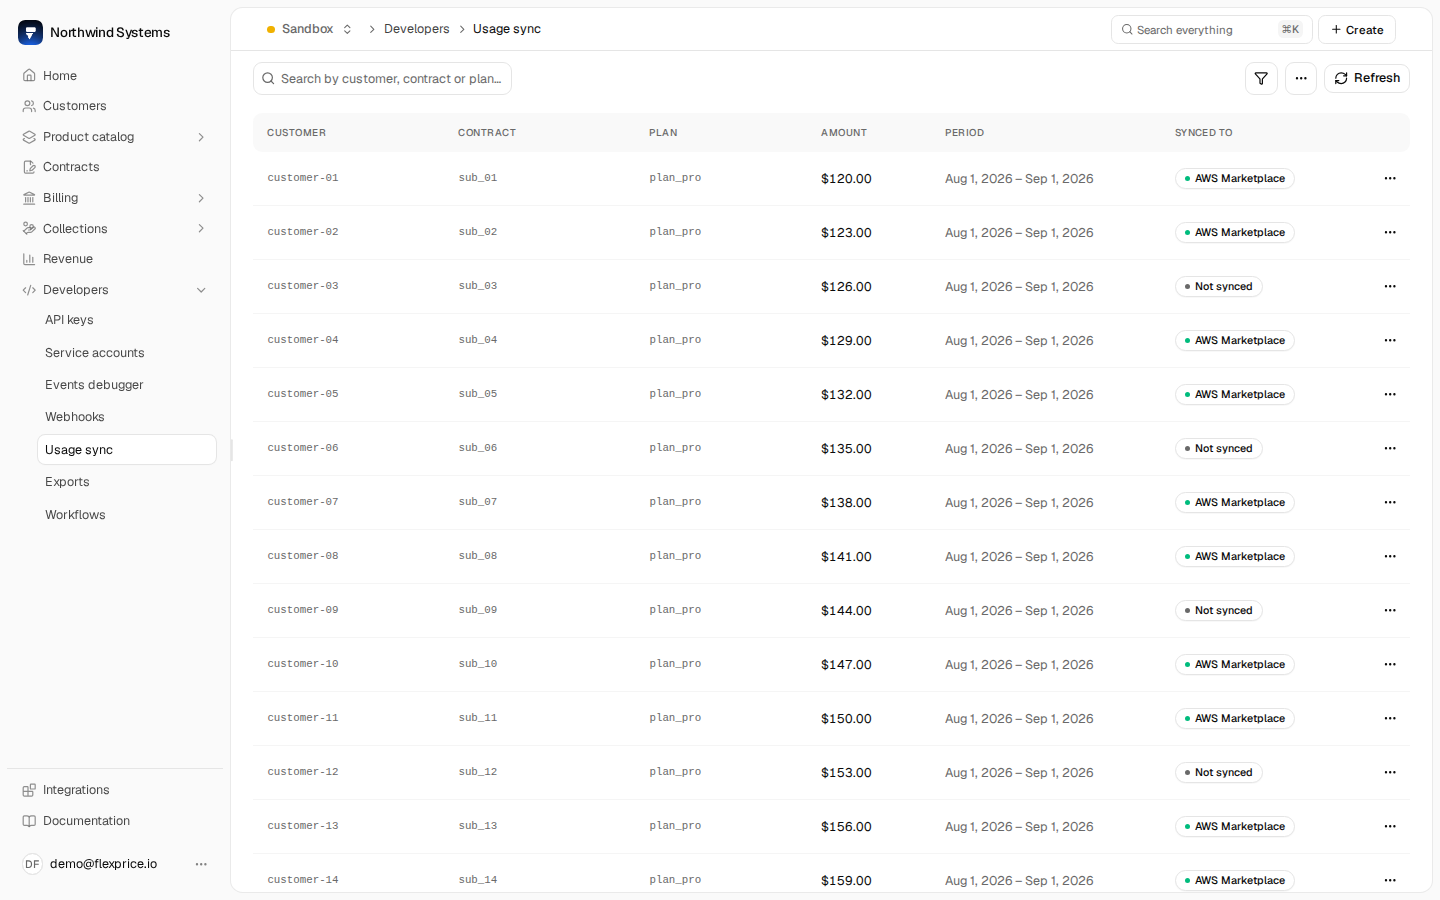 Northwind Systems
Home
Customers
Product catalog
Contracts
Billing
Collections
Revenue
Developers
API keys
Service accounts
Events debugger
Webhooks
Usage sync
Exports
Workflows
Integrations
Documentation
DF demo@flexprice.io
Sandbox Developers Usage sync
Search everything ⌘K
+ Create
Search by customer, contract or plan...
Refresh
CUSTOMER CONTRACT PLAN AMOUNT PERIOD SYNCED TO
customer-01 sub_01 plan_pro $120.00 Aug 1, 2026 – Sep 1, 2026 AWS Marketplace
customer-02 sub_02 plan_pro $123.00 Aug 1, 2026 – Sep 1, 2026 AWS Marketplace
customer-03 sub_03 plan_pro $126.00 Aug 1, 2026 – Sep 1, 2026 Not synced
customer-04 sub_04 plan_pro $129.00 Aug 1, 2026 – Sep 1, 2026 AWS Marketplace
customer-05 sub_05 plan_pro $132.00 Aug 1, 2026 – Sep 1, 2026 AWS Marketplace
customer-06 sub_06 plan_pro $135.00 Aug 1, 2026 – Sep 1, 2026 Not synced
customer-07 sub_07 plan_pro $138.00 Aug 1, 2026 – Sep 1, 2026 AWS Marketplace
customer-08 sub_08 plan_pro $141.00 Aug 1, 2026 – Sep 1, 2026 AWS Marketplace
customer-09 sub_09 plan_pro $144.00 Aug 1, 2026 – Sep 1, 2026 Not synced
customer-10 sub_10 plan_pro $147.00 Aug 1, 2026 – Sep 1, 2026 AWS Marketplace
customer-11 sub_11 plan_pro $150.00 Aug 1, 2026 – Sep 1, 2026 AWS Marketplace
customer-12 sub_12 plan_pro $153.00 Aug 1, 2026 – Sep 1, 2026 Not synced
customer-13 sub_13 plan_pro $156.00 Aug 1, 2026 – Sep 1, 2026 AWS Marketplace
customer-14 sub_14 plan_pro $159.00 Aug 1, 2026 – Sep 1, 2026 AWS Marketplace